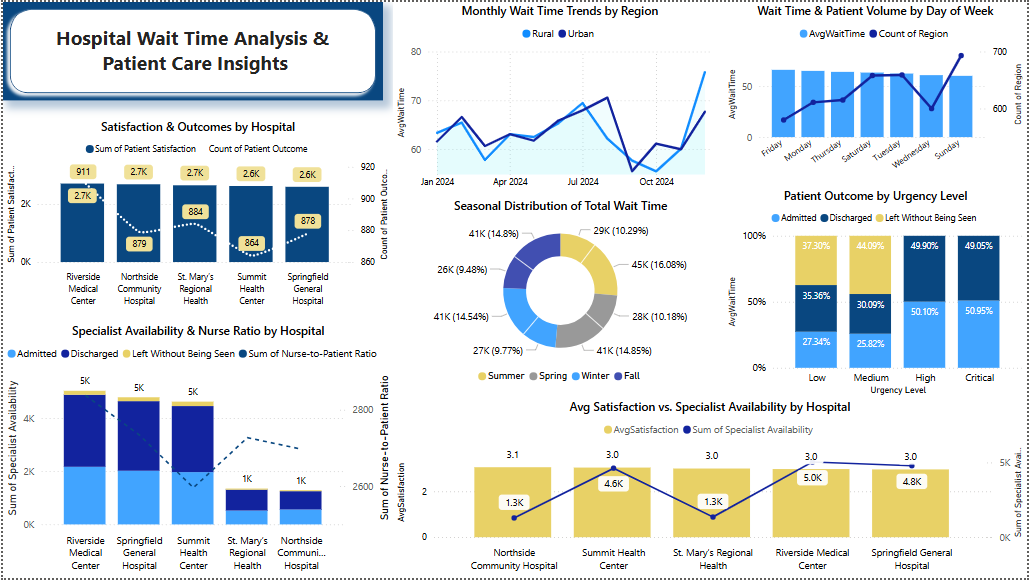 Hospital Wait Time Analysis &
Patient Care Insights
Satisfaction & Outcomes by Hospital
Sum of Patient Satisfaction Count of Patient Outcome
Sum of Patient Satisfac...
2K
0K
911
2.7K
2.7K
879
2.7K
884
2.6K
864
2.6K
878
920
900
880
860
Count of Patient Outco...
Riverside
Medical
Center
Northside
Community
Hospital
St. Mary's
Regional
Health
Summit
Health
Center
Springfield
General
Hospital
Specialist Availability & Nurse Ratio by Hospital
Admitted Discharged Left Without Being Seen Sum of Nurse-to-Patient Ratio
Sum of Specialist Availability
4K
2K
0K
5K
5K
5K
1K
1K
2800
2600
Sum of Nurse-to-Patient Ratio
Riverside
Medical
Center
Springfield
General
Hospital
Summit
Health
Center
St. Mary's
Regional
Health
Northside
Communi...
Hospital
Monthly Wait Time Trends by Region
Rural Urban
AvgWaitTime
80
70
60
Jan 2024
Apr 2024
Jul 2024
Oct 2024
Seasonal Distribution of Total Wait Time
29K (10.29%)
45K (16.08%)
28K (10.18%)
41K (14.85%)
27K (9.77%)
41K (14.54%)
26K (9.48%)
41K (14.8%)
Summer Spring Winter Fall
Wait Time & Patient Volume by Day of Week
AvgWaitTime Count of Region
AvgWaitTime
50
0
700
600
Count of Region
Friday
Monday
Thursday
Saturday
Tuesday
Wednesday
Sunday
Patient Outcome by Urgency Level
Admitted Discharged Left Without Being Seen
AvgWaitTime
100%
50%
0%
37.30%
35.36%
27.34%
44.09%
30.09%
25.82%
49.90%
50.10%
49.05%
50.95%
Low
Medium
High
Critical
Urgency Level
Avg Satisfaction vs. Specialist Availability by Hospital
AvgSatisfaction Sum of Specialist Availability
AvgSatisfaction
2
0
3.1
1.3K
3.0
4.6K
3.0
1.3K
3.0
5.0K
3.0
4.8K
5K
0K
Sum of Specialist Avai...
Northside
Community Hospital
Summit Health
Center
St. Mary's Regional
Health
Riverside Medical
Center
Springfield General
Hospital